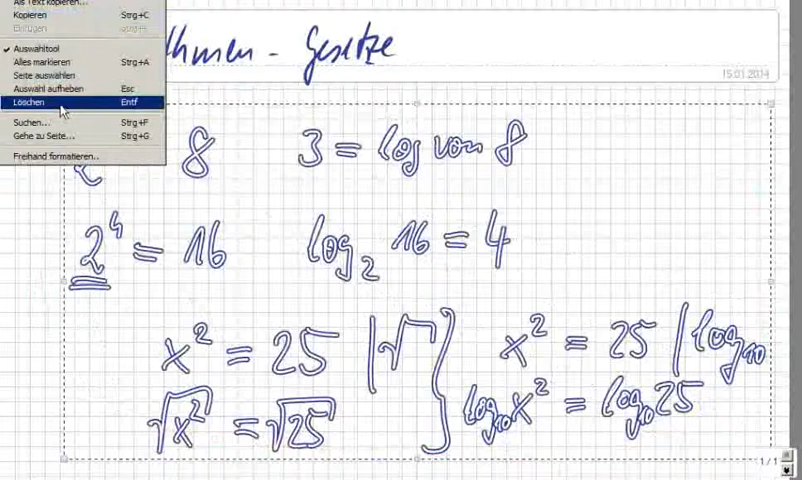 Als Text kopieren...
Kopieren Strg+C
Einfügen
Auswahltool
Alles markieren Strg+A
Seite auswählen
Auswahl aufheben Esc
Löschen Entf
Suchen... Strg+F
Gehe zu Seite... Strg+G
Freihand formatieren...
thmen - Gesetze
15.01.2014
8 3 = log von 8
2⁴ = 16 log₂ 16 = 4
x² = 25 |√ x² = 25 | log₁₀
√x² = √25 log₁₀ x² = log₁₀ 25
1/1